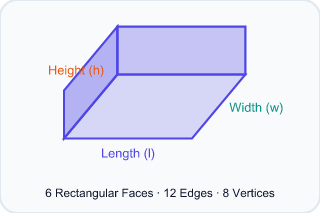 Height (h)
Width (w)
Length (l)
6 Rectangular Faces · 12 Edges · 8 Vertices